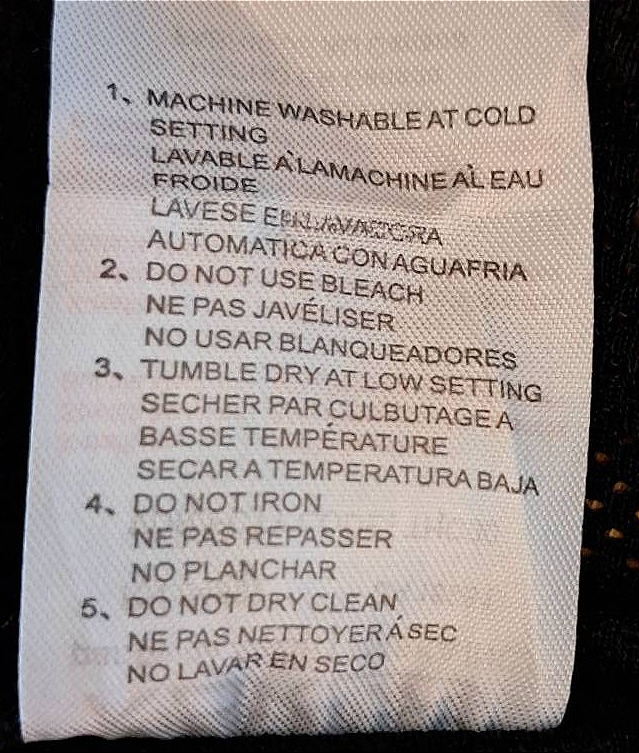 1、MACHINE WASHABLE AT COLD
SETTING
LAVABLE À LAMACHINE AÌ EAU
FROIDE
LAVESE EN LAVADORA
AUTOMATICA CON AGUAFRIA
2、DO NOT USE BLEACH
NE PAS JAVÉLISER
NO USAR BLANQUEADORES
3、TUMBLE DRY AT LOW SETTING
SECHER PAR CULBUTAGE A
BASSE TEMPÉRATURE
SECAR A TEMPERATURA BAJA
4、DO NOT IRON
NE PAS REPASSER
NO PLANCHAR
5、DO NOT DRY CLEAN
NE PAS NETTOYER Á SEC
NO LAVAR EN SECO